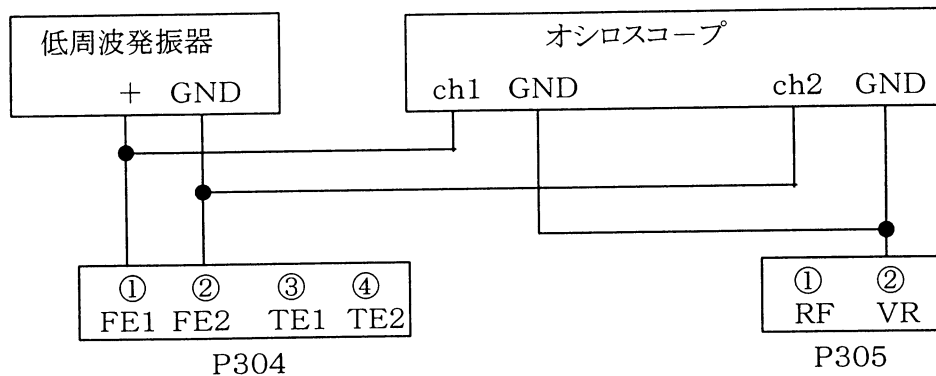 低周波発振器
+ GND
オシロスコープ
ch1 GND ch2 GND
① ② ③ ④
FE1 FE2 TE1 TE2
P304
① ②
RF VR
P305